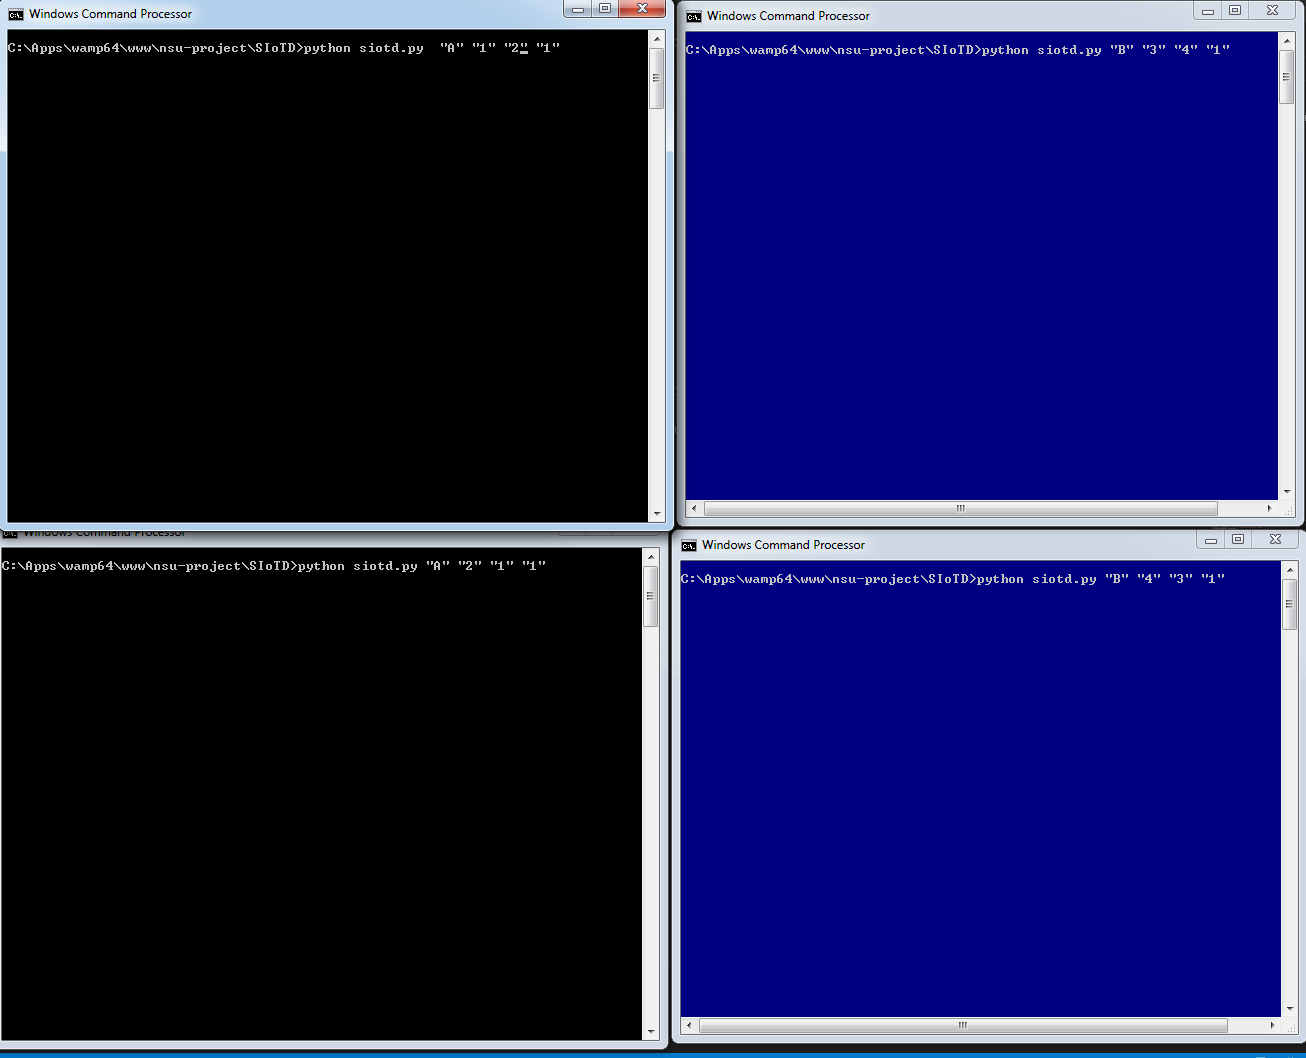 Windows Command Processor
C:\Apps\wamp64\www\nsu-project\SIoTD>python siotd.py  "A" "1" "2" "1"
Windows Command Processor
C:\Apps\wamp64\www\nsu-project\SIoTD>python siotd.py "B" "3" "4" "1"
Windows Command Processor
C:\Apps\wamp64\www\nsu-project\SIoTD>python siotd.py "A" "2" "1" "1"
Windows Command Processor
C:\Apps\wamp64\www\nsu-project\SIoTD>python siotd.py "B" "4" "3" "1"